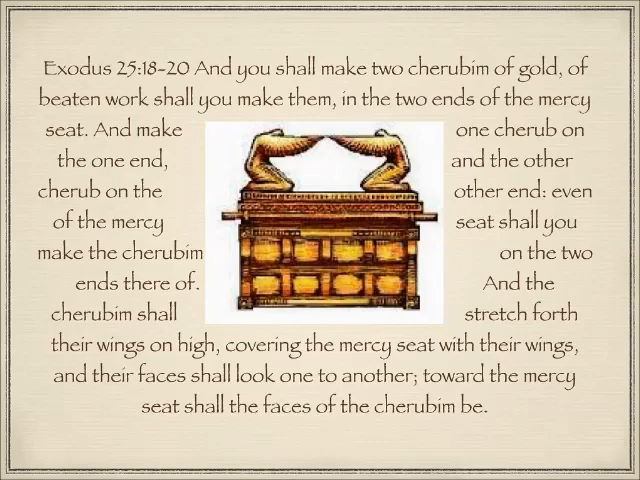 Exodus 25:18-20 And you shall make two cherubim of gold, of
beaten work shall you make them, in the two ends of the mercy
seat. And make one cherub on
the one end, and the other
cherub on the other end: even
of the mercy seat shall you
make the cherubim on the two
ends there of. And the
cherubim shall stretch forth
their wings on high, covering the mercy seat with their wings,
and their faces shall look one to another; toward the mercy
seat shall the faces of the cherubim be.